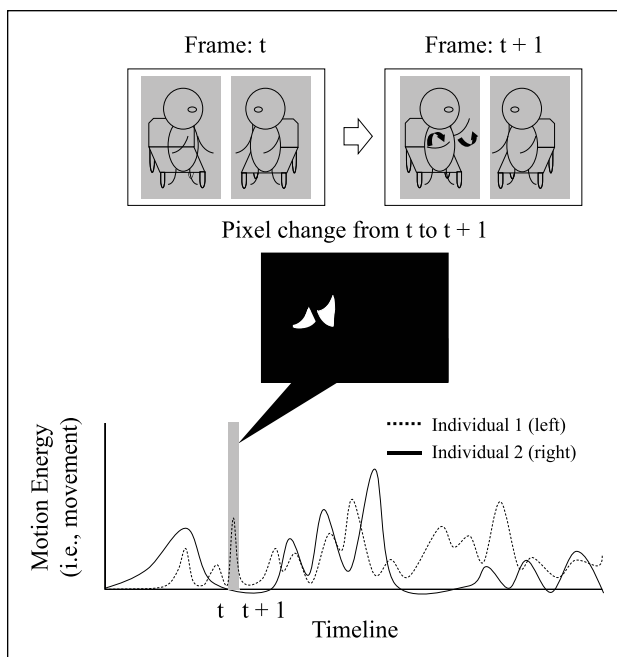 Frame: t
Frame: t + 1
Pixel change from t to t + 1
Individual 1 (left)
Individual 2 (right)
Motion Energy
(i.e., movement)
t   t + 1
Timeline